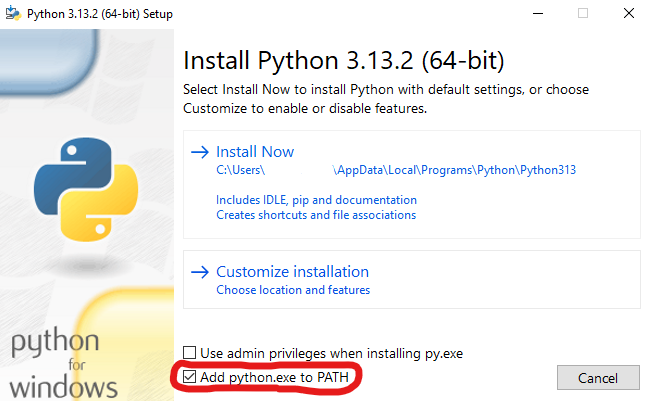 Python 3.13.2 (64-bit) Setup
Install Python 3.13.2 (64-bit)
Select Install Now to install Python with default settings, or choose
Customize to enable or disable features.
Install Now
C:\Users\ \AppData\Local\Programs\Python\Python313
Includes IDLE, pip and documentation
Creates shortcuts and file associations
Customize installation
Choose location and features
python
for
windows
Use admin privileges when installing py.exe
Add python.exe to PATH
Cancel